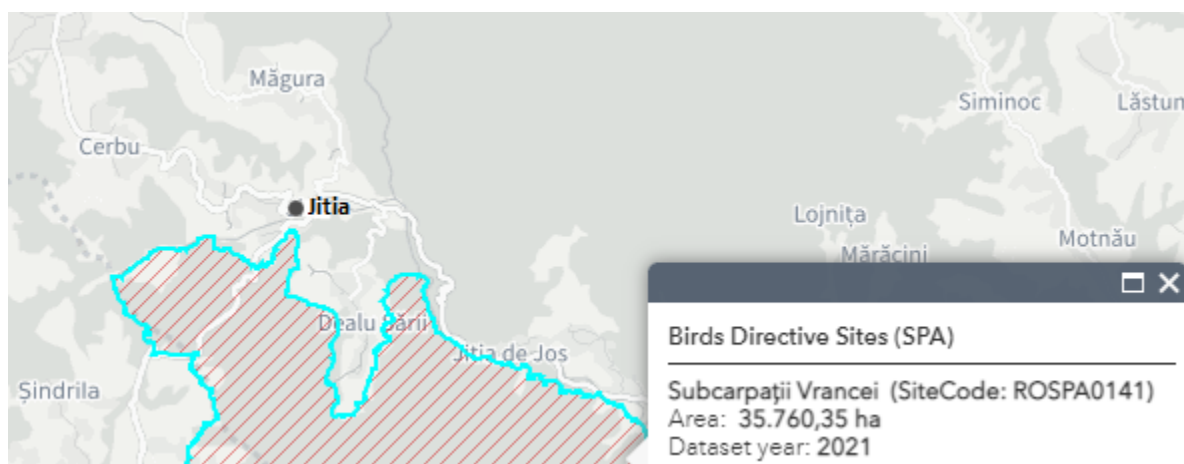 Măgura
Siminoc
Lăstun
Cerbu
Jitia
Lojnița
Motnău
Mărăcini
Dealu Sării
Jitia de Jos
Șindrila
Birds Directive Sites (SPA)
Subcarpaţii Vrancei (SiteCode: ROSPA0141)
Area: 35.760,35 ha
Dataset year: 2021